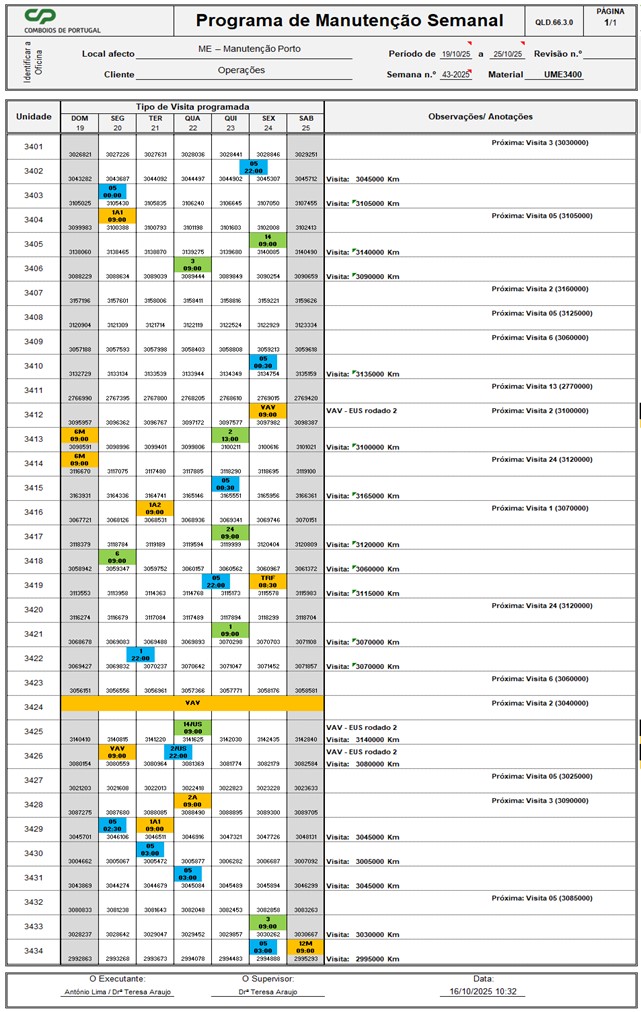 CP
COMBOIOS DE PORTUGAL
Programa de Manutenção Semanal
QLD.66.3.0
PÁGINA
1/1
Identificar a Oficina
Local afecto ME – Manutenção Porto Período de 19/10/25 a 25/10/25 Revisão n.º
Cliente Operações Semana n.º 43-2025 Material UME3400
Unidade Tipo de Visita programada Observações/ Anotações
DOM SEG TER QUA QUI SEX SAB
19 20 21 22 23 24 25
3401 Próxima: Visita 3 (3030000)
3026821 3027226 3027631 3028036 3028441 3028846 3029251
3402 05 22:00
3043282 3043687 3044092 3044497 3044902 3045307 3045712 Visita: 3045000 Km
3403 05 00:00
3105025 3105430 3105835 3106240 3106645 3107050 3107455 Visita: 3105000 Km
3404 1A1 09:00 Próxima: Visita 05 (3105000)
3099983 3100388 3100793 3101198 3101603 3102008 3102413
3405 14 09:00
3138060 3138465 3138870 3139275 3139680 3140085 3140490 Visita: 3140000 Km
3406 3 09:00
3088229 3088634 3089039 3089444 3089849 3090254 3090659 Visita: 3090000 Km
3407 Próxima: Visita 2 (3160000)
3157196 3157601 3158006 3158411 3158816 3159221 3159626
3408 Próxima: Visita 05 (3125000)
3120904 3121309 3121714 3122119 3122524 3122929 3123334
3409 Próxima: Visita 6 (3060000)
3057188 3057593 3057998 3058403 3058808 3059213 3059618
3410 05 00:30
3132729 3133134 3133539 3133944 3134349 3134754 3135159 Visita: 3135000 Km
3411 Próxima: Visita 13 (2770000)
2766990 2767395 2767800 2768205 2768610 2769015 2769420
3412 VAV 09:00 VAV - EUS rodado 2 Próxima: Visita 2 (3100000)
3095957 3096362 3096767 3097172 3097577 3097982 3098387
3413 6M 09:00 2 13:00
3098591 3098996 3099401 3099806 3100211 3100616 3101021 Visita: 3100000 Km
3414 6M 09:00 Próxima: Visita 24 (3120000)
3116670 3117075 3117480 3117885 3118290 3118695 3119100
3415 05 00:30
3163931 3164336 3164741 3165146 3165551 3165956 3166361 Visita: 3165000 Km
3416 1A2 09:00 Próxima: Visita 1 (3070000)
3067721 3068126 3068531 3068936 3069341 3069746 3070151
3417 24 09:00
3118379 3118784 3119189 3119594 3119999 3120404 3120809 Visita: 3120000 Km
3418 6 09:00
3058942 3059347 3059752 3060157 3060562 3060967 3061372 Visita: 3060000 Km
3419 05 22:00 TRF 08:30
3113553 3113958 3114363 3114768 3115173 3115578 3115983 Visita: 3115000 Km
3420 Próxima: Visita 24 (3120000)
3116274 3116679 3117084 3117489 3117894 3118299 3118704
3421 1 09:00
3068678 3069083 3069488 3069893 3070298 3070703 3071108 Visita: 3070000 Km
3422 1 22:00
3069427 3069832 3070237 3070642 3071047 3071452 3071857 Visita: 3070000 Km
3423 Próxima: Visita 6 (3060000)
3056151 3056556 3056961 3057366 3057771 3058176 3058581
3424 VAV Próxima: Visita 2 (3040000)
3425 14/US 09:00 VAV - EUS rodado 2
3140410 3140815 3141220 3141625 3142030 3142435 3142840 Visita: 3140000 Km
3426 VAV 09:00 2/US 22:00 VAV - EUS rodado 2
3080154 3080559 3080964 3081369 3081774 3082179 3082584 Visita: 3080000 Km
3427 Próxima: Visita 05 (3025000)
3021203 3021608 3022013 3022418 3022823 3023228 3023633
3428 2A 09:00 Próxima: Visita 3 (3090000)
3087275 3087680 3088085 3088490 3088895 3089300 3089705
3429 05 02:30 1A1 09:00
3045701 3046106 3046511 3046916 3047321 3047726 3048131 Visita: 3045000 Km
3430 05 03:00
3004662 3005067 3005472 3005877 3006282 3006687 3007092 Visita: 3005000 Km
3431 05 03:00
3043869 3044274 3044679 3045084 3045489 3045894 3046299 Visita: 3045000 Km
3432 Próxima: Visita 05 (3085000)
3080833 3081238 3081643 3082048 3082453 3082858 3083263
3433 3 09:00
3028237 3028642 3029047 3029452 3029857 3030262 3030667 Visita: 3030000 Km
3434 05 03:00 12M 09:00
2992863 2993268 2993673 2994078 2994483 2994888 2995293 Visita: 2995000 Km
O Executante: O Supervisor: Data:
António Lima / Drª Teresa Araujo Drª Teresa Araujo 16/10/2025 10:32